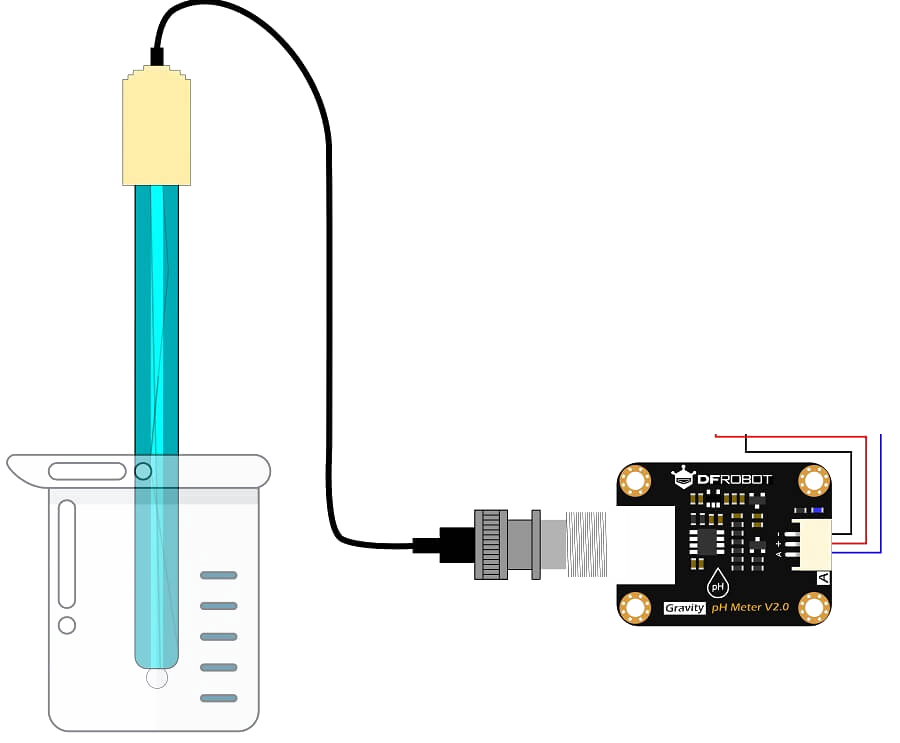 DFROBOT
- + A
pH
A
Gravity pH Meter V2.0